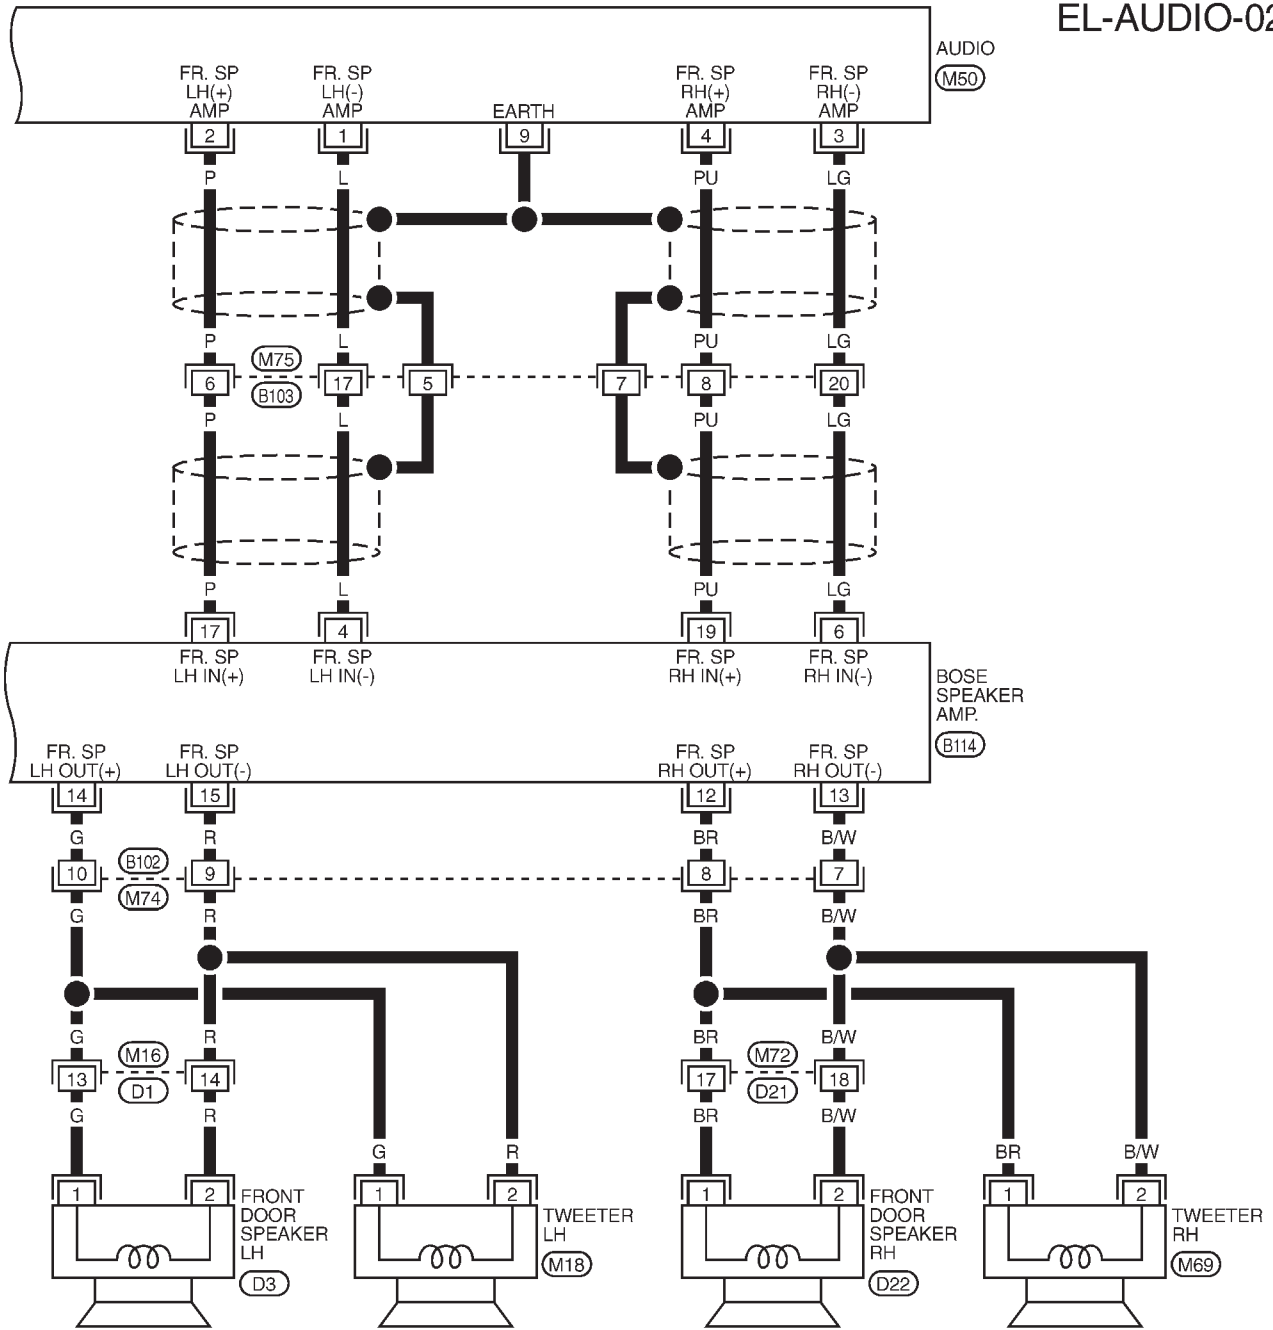 EL-AUDIO-02
AUDIO
M50
FR. SP
LH(+)
AMP
FR. SP
LH(-)
AMP
EARTH
FR. SP
RH(+)
AMP
FR. SP
RH(-)
AMP
2 1 9 4 3
P L PU LG
P L PU LG
M75
6 17 5 7 8 20
B103
P L PU LG
P L PU LG
17 4 19 6
FR. SP
LH IN(+)
FR. SP
LH IN(-)
FR. SP
RH IN(+)
FR. SP
RH IN(-)
BOSE
SPEAKER
AMP.
B114
FR. SP
LH OUT(+)
FR. SP
LH OUT(-)
FR. SP
RH OUT(+)
FR. SP
RH OUT(-)
14 15 12 13
G R BR B/W
B102
10 9 8 7
M74
G R BR B/W
G R BR B/W
M16 M72
13 14 17 18
D1 D21
G R BR B/W
G R BR B/W
1 2 1 2 1 2 1 2
FRONT
DOOR
SPEAKER
LH
D3
TWEETER
LH
M18
FRONT
DOOR
SPEAKER
RH
D22
TWEETER
RH
M69